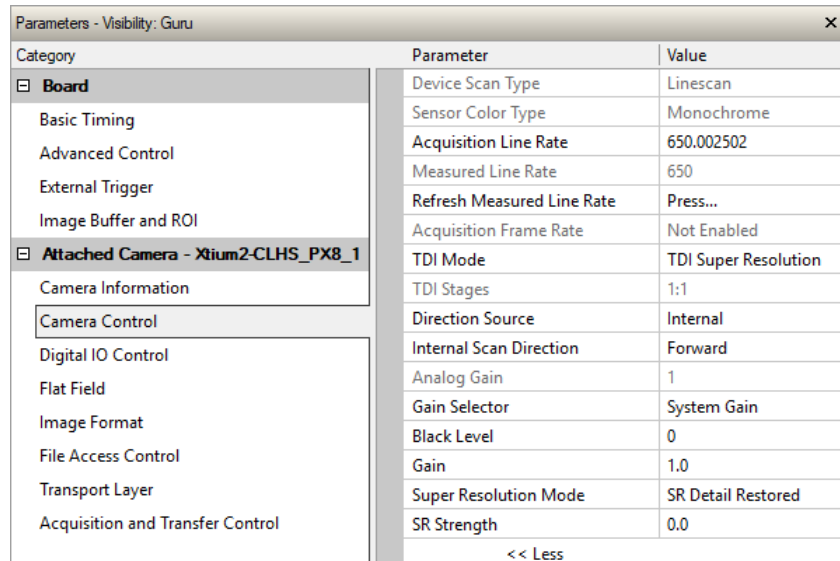 Parameters - Visibility: Guru ×
Category
Board
Basic Timing
Advanced Control
External Trigger
Image Buffer and ROI
Attached Camera - Xtium2-CLHS_PX8_1
Camera Information
Camera Control
Digital IO Control
Flat Field
Image Format
File Access Control
Transport Layer
Acquisition and Transfer Control
Parameter Value
Device Scan Type Linescan
Sensor Color Type Monochrome
Acquisition Line Rate 650.002502
Measured Line Rate 650
Refresh Measured Line Rate Press...
Acquisition Frame Rate Not Enabled
TDI Mode TDI Super Resolution
TDI Stages 1:1
Direction Source Internal
Internal Scan Direction Forward
Analog Gain 1
Gain Selector System Gain
Black Level 0
Gain 1.0
Super Resolution Mode SR Detail Restored
SR Strength 0.0
<< Less